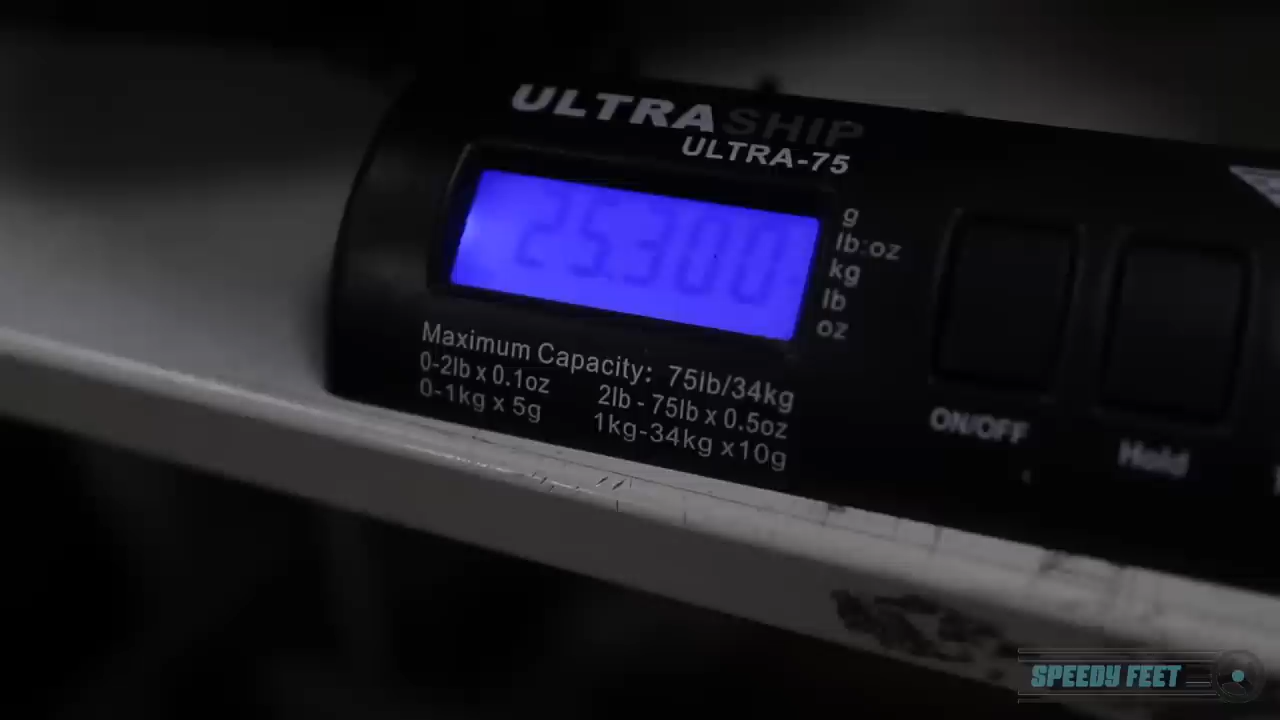 ULTRASHIP
ULTRA-75
25.300
g
lb:oz
kg
lb
oz
Maximum Capacity: 75lb/34kg
0-2lb x 0.1oz 2lb - 75lb x 0.5oz
0-1kg x 5g 1kg-34kg x10g
ON/OFF
Hold
SPEEDY FEET